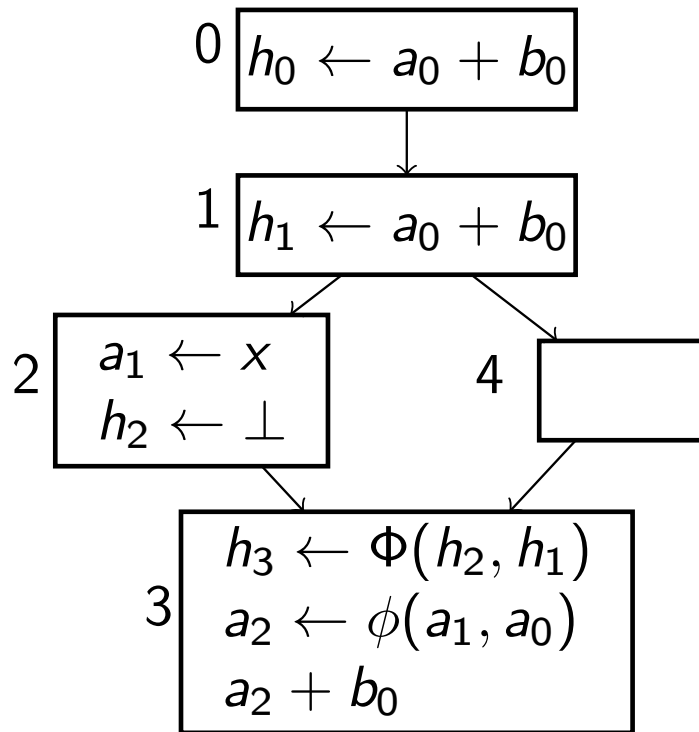 0
h₀ ← a₀ + b₀
1
h₁ ← a₀ + b₀
2
a₁ ← x
h₂ ← ⊥
4
3
h₃ ← Φ(h₂, h₁)
a₂ ← ϕ(a₁, a₀)
a₂ + b₀